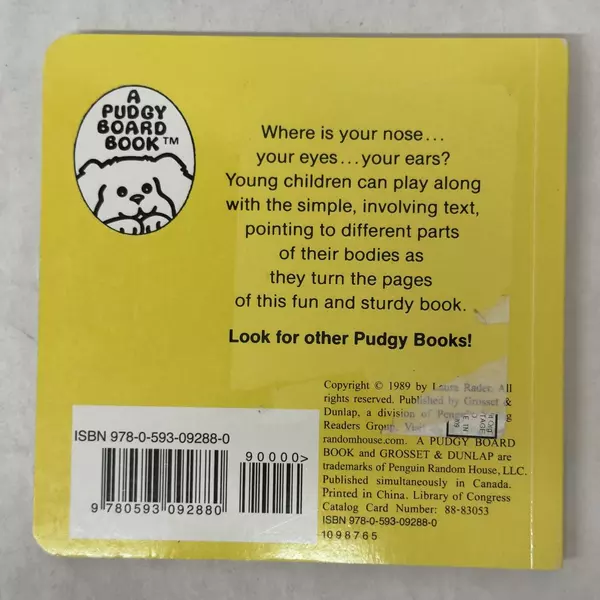 A
PUDGY
BOARD
BOOK™
Where is your nose...
your eyes...your ears?
Young children can play along
with the simple, involving text,
pointing to different parts
of their bodies as
they turn the pages
of this fun and sturdy book.
Look for other Pudgy Books!
Copyright © 1989 by Laura Rader. All
rights reserved. Published by Grosset &
Dunlap, a division of
Readers Group. Visit
randomhouse.com. A PUDGY BOARD
BOOK and GROSSET & DUNLAP are
trademarks of Penguin Random House, LLC.
Published simultaneously in Canada.
Printed in China. Library of Congress
Catalog Card Number: 88-83053
ISBN 978-0-593-09288-0
10 9 8 7 6 5
ISBN 978-0-593-09288-0
90000>
9 780593 092880